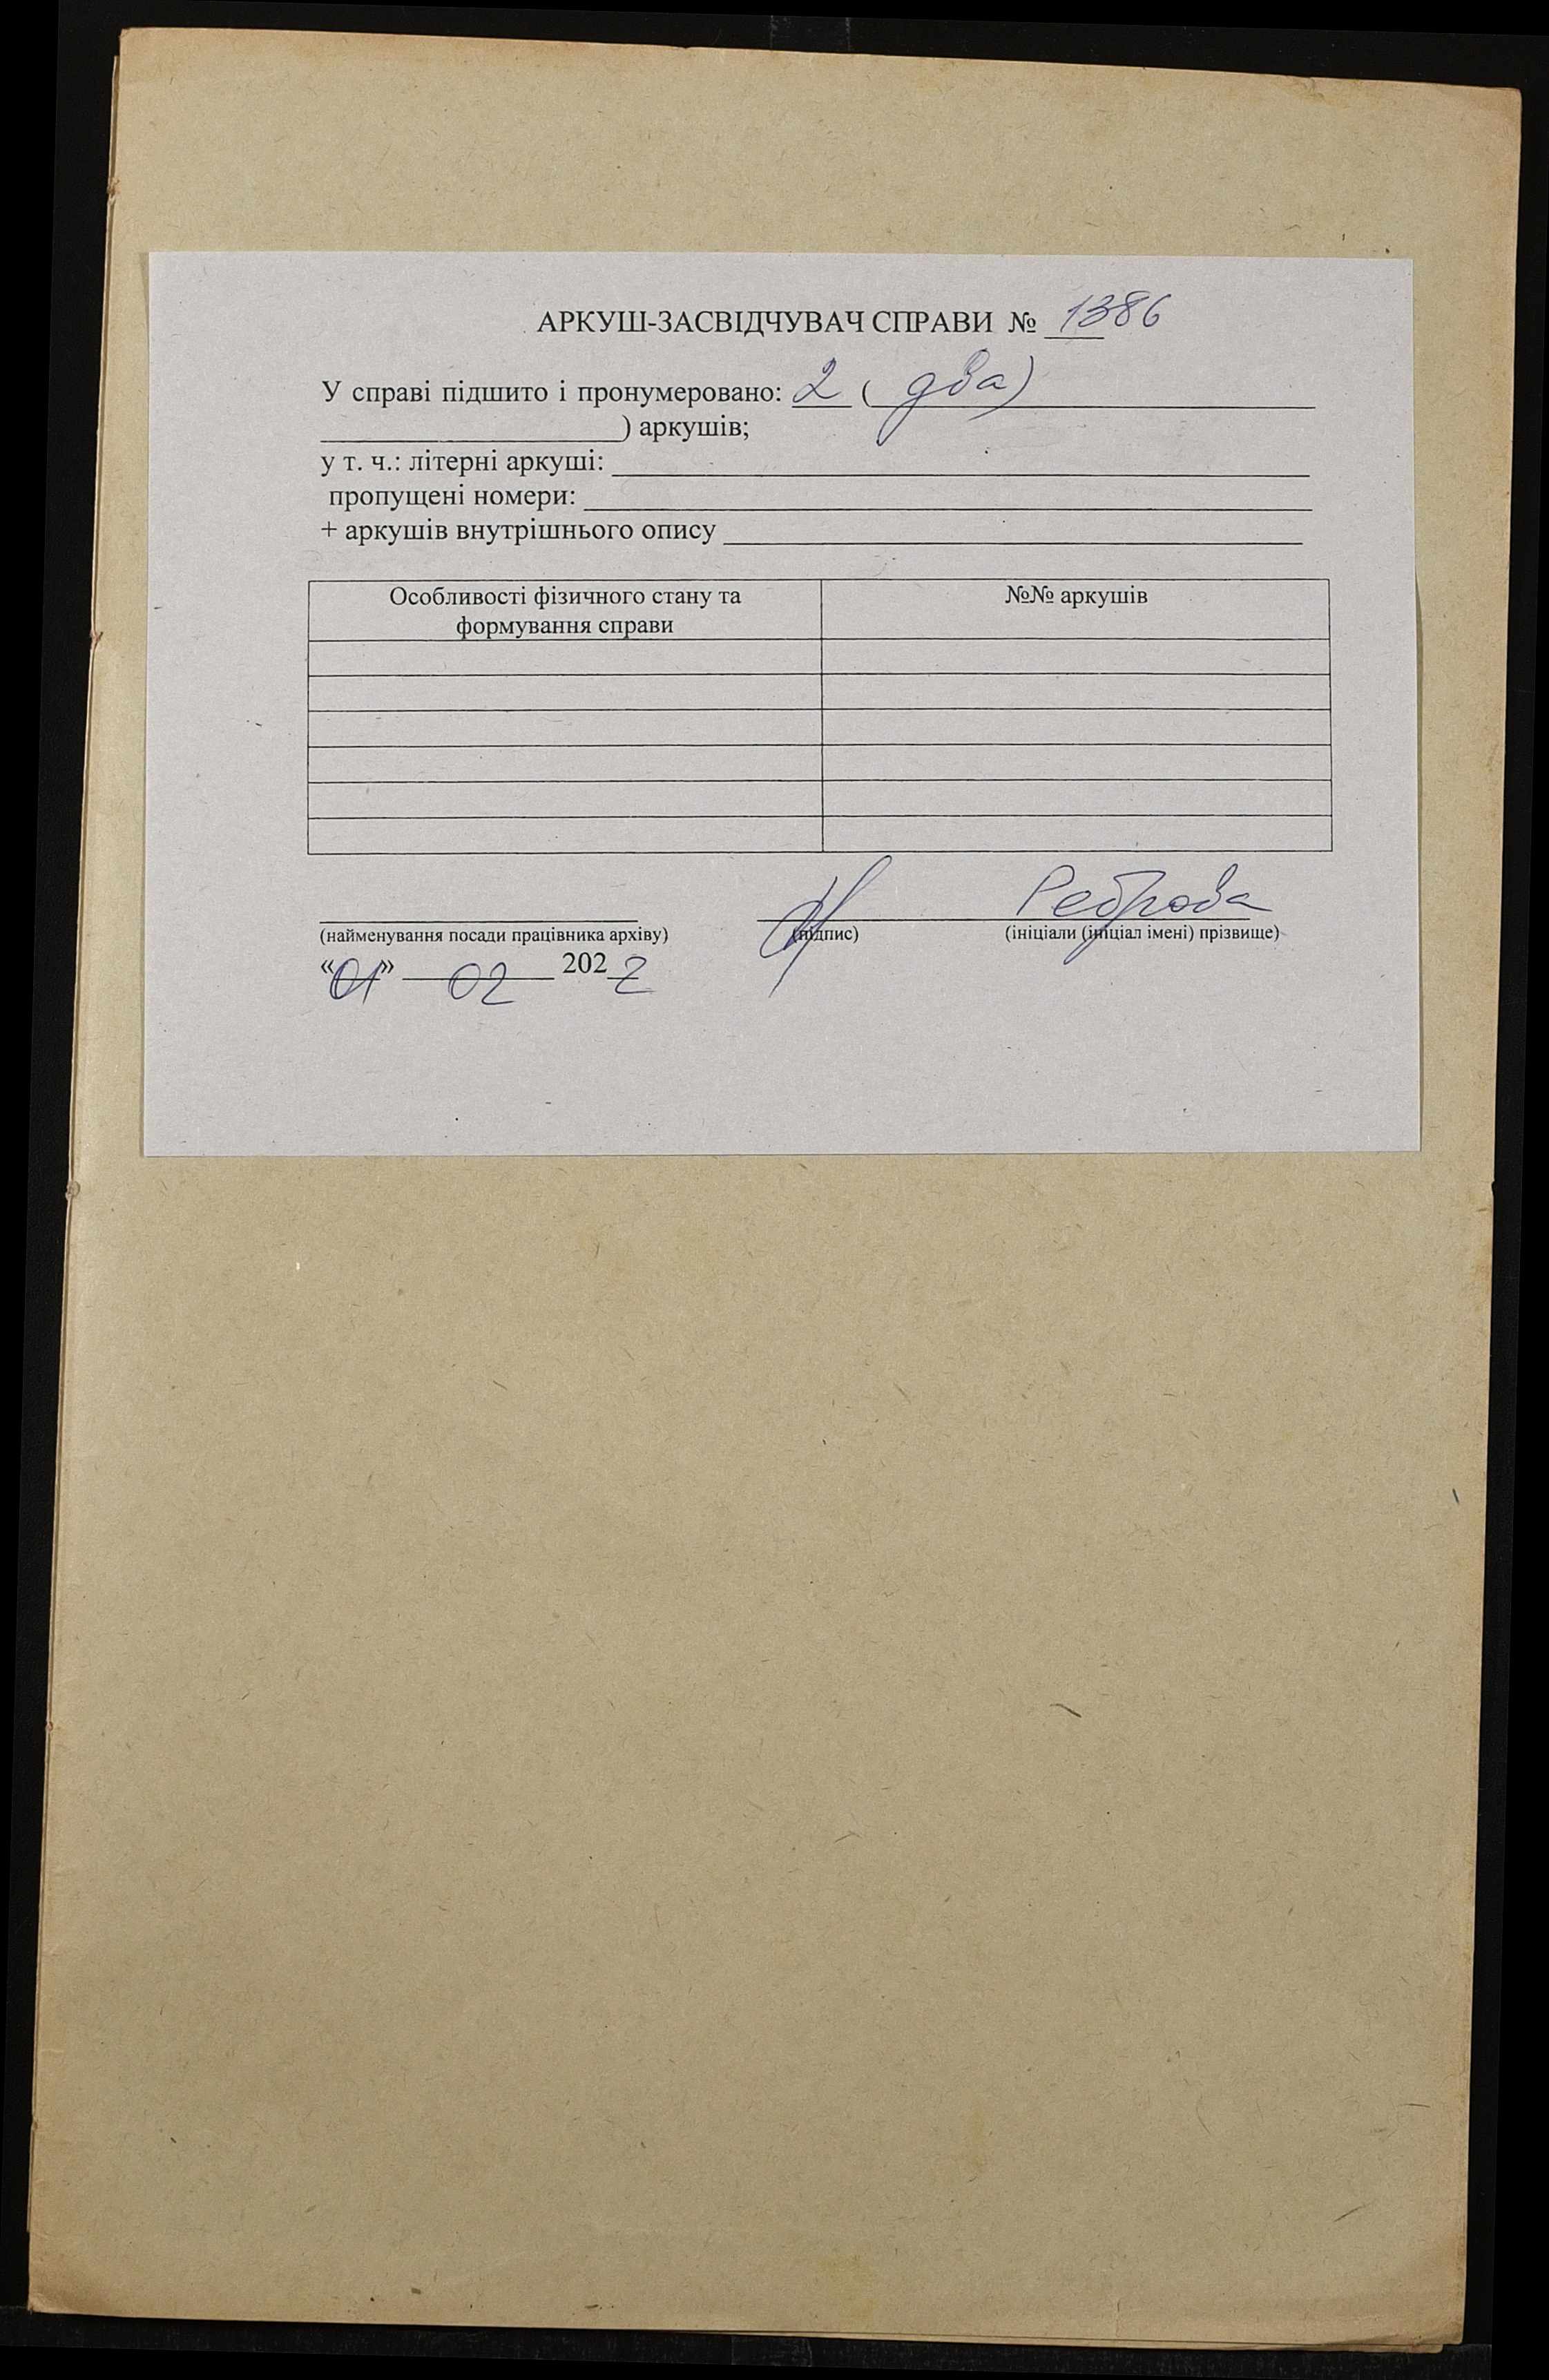 АРКУШ-ЗАСВІДЧУВАЧ СПРАВИ № 1386
У справі підшито і пронумеровано: 2 ( два)
) аркушів;
у т. ч.: літерні аркуші:
пропущені номери:
+ аркушів внутрішнього опису
Особливості фізичного стану та
формування справи
№№ аркушів
Реброва
(найменування посади працівника архіву) (підпис) (ініціали (ініціал імені) прізвище)
«01» 02 2022